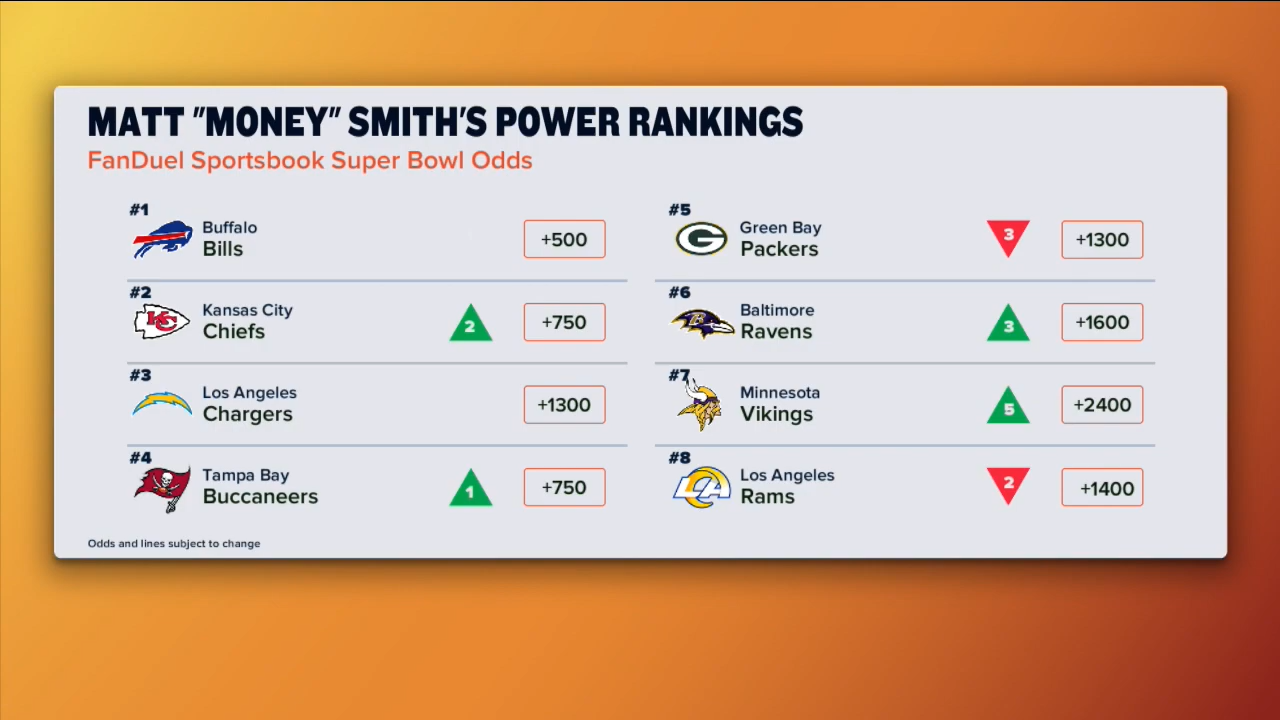 MATT "MONEY" SMITH'S POWER RANKINGS
FanDuel Sportsbook Super Bowl Odds
#1
Buffalo
Bills
+500
#2
Kansas City
Chiefs
2
+750
#3
Los Angeles
Chargers
+1300
#4
Tampa Bay
Buccaneers
1
+750
#5
G
Green Bay
Packers
3
+1300
#6
B
Baltimore
Ravens
3
+1600
#7
Minnesota
Vikings
5
+2400
#8
LA
Los Angeles
Rams
2
+1400
KC
Odds and lines subject to change